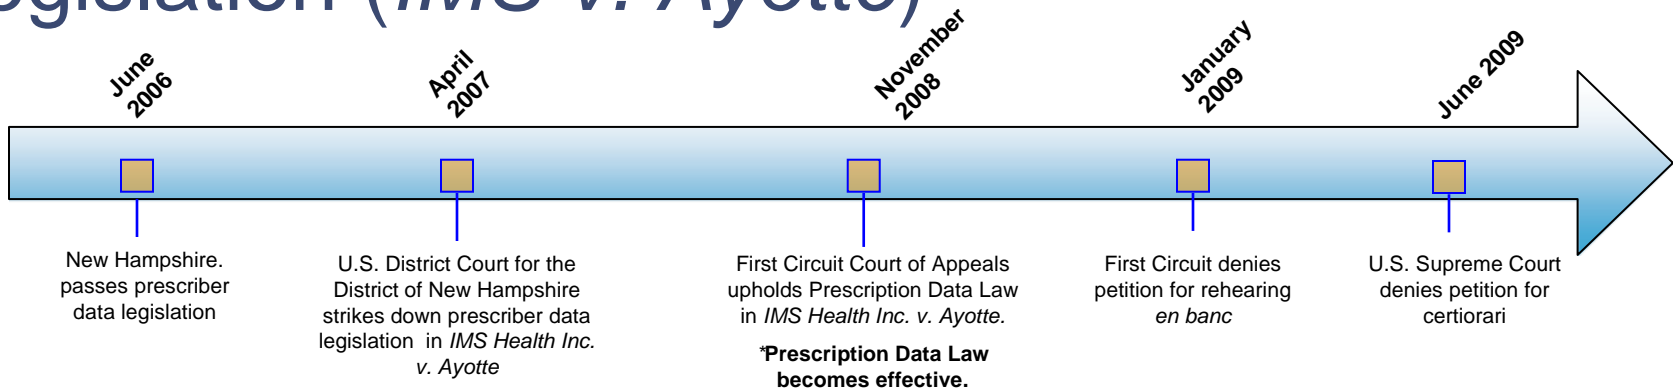 (IMS v. Ayotte)
June
2006
April
2007
November
2008
January
2009
June 2009
New Hampshire.
passes prescriber
data legislation
U.S. District Court for the
District of New Hampshire
strikes down prescriber data
legislation in IMS Health Inc.
v. Ayotte
First Circuit Court of Appeals
upholds Prescription Data Law
in IMS Health Inc. v. Ayotte.
*Prescription Data Law
becomes effective.
First Circuit denies
petition for rehearing
en banc
U.S. Supreme Court
denies petition for
certiorari